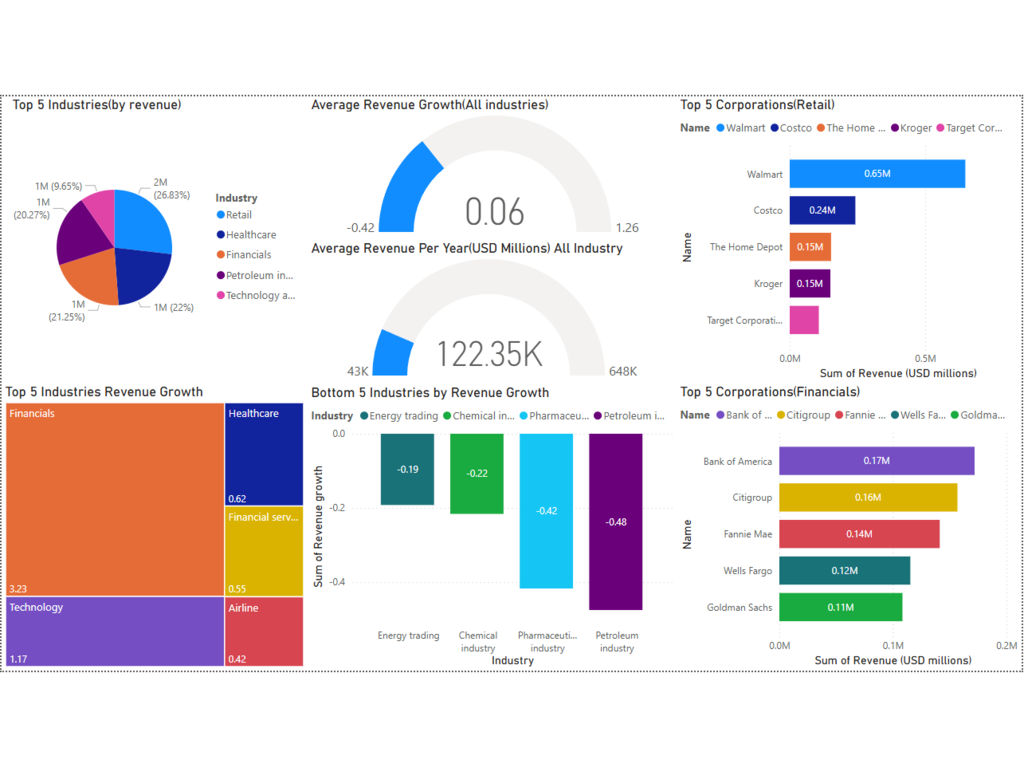 Top 5 Industries(by revenue)
1M (9.65%)
2M
(26.83%)
1M
(20.27%)
1M
(21.25%)
1M (22%)
Industry
Retail
Healthcare
Financials
Petroleum in...
Technology a...
Average Revenue Growth(All industries)
0.06
-0.42
1.26
Average Revenue Per Year(USD Millions) All Industry
122.35K
43K
648K
Top 5 Corporations(Retail)
Name Walmart Costco The Home ... Kroger Target Cor...
Name
Walmart
0.65M
Costco
0.24M
The Home Depot
0.15M
Kroger
0.15M
Target Corporati...
0.0M
0.5M
Sum of Revenue (USD millions)
Top 5 Industries Revenue Growth
Financials
3.23
Healthcare
0.62
Financial serv...
0.55
Technology
1.17
Airline
0.42
Bottom 5 Industries by Revenue Growth
Industry Energy trading Chemical in... Pharmaceu... Petroleum i...
Sum of Revenue growth
0.0
-0.2
-0.4
-0.19
-0.22
-0.42
-0.48
Energy trading
Chemical
industry
Pharmaceuti...
industry
Petroleum
industry
Industry
Top 5 Corporations(Financials)
Name Bank of ... Citigroup Fannie ... Wells Fa... Goldma...
Name
Bank of America
0.17M
Citigroup
0.16M
Fannie Mae
0.14M
Wells Fargo
0.12M
Goldman Sachs
0.11M
0.0M
0.1M
0.2M
Sum of Revenue (USD millions)